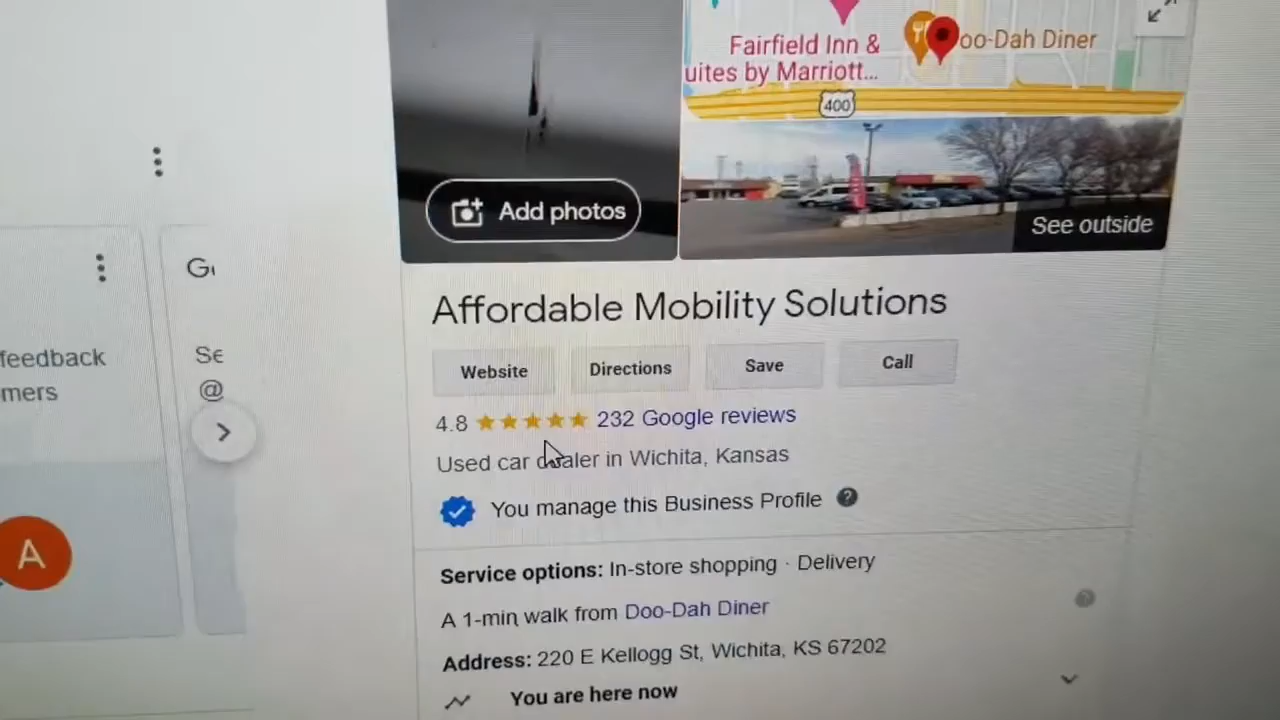 Fairfield Inn &
uites by Marriott...
oo-Dah Diner
400
Add photos
See outside
Affordable Mobility Solutions
Website
Directions
Save
Call
4.8
232 Google reviews
Used car dealer in Wichita, Kansas
You manage this Business Profile
Service options: In-store shopping · Delivery
A 1-min walk from Doo-Dah Diner
Address: 220 E Kellogg St, Wichita, KS 67202
You are here now
feedback
mers
A
Se
@